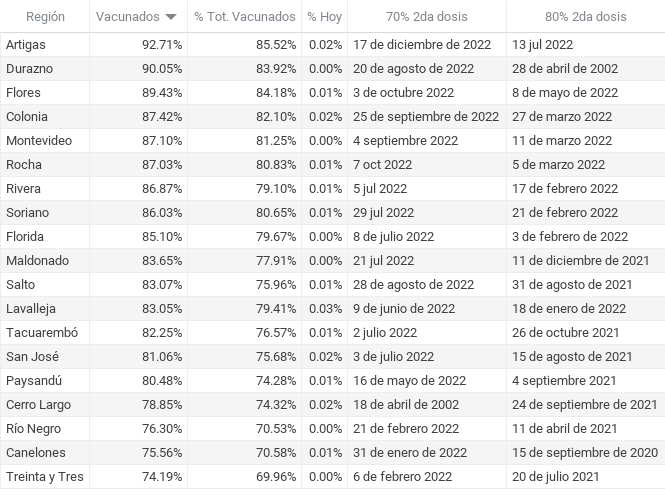 Región Vacunados % Tot. Vacunados % Hoy 70% 2da dosis 80% 2da dosis
Artigas 92.71% 85.52% 0.02% 17 de diciembre de 2022 13 jul 2022
Durazno 90.05% 83.92% 0.00% 20 de agosto de 2022 28 de abril de 2002
Flores 89.43% 84.18% 0.01% 3 de octubre 2022 8 de mayo de 2022
Colonia 87.42% 82.10% 0.02% 25 de septiembre de 2022 27 de marzo 2022
Montevideo 87.10% 81.25% 0.00% 4 septiembre 2022 11 de marzo 2022
Rocha 87.03% 80.83% 0.01% 7 oct 2022 5 de marzo 2022
Rivera 86.87% 79.10% 0.01% 5 jul 2022 17 de febrero 2022
Soriano 86.03% 80.65% 0.01% 29 jul 2022 21 de febrero 2022
Florida 85.10% 79.67% 0.00% 8 de julio 2022 3 de febrero de 2022
Maldonado 83.65% 77.91% 0.00% 21 jul 2022 11 de diciembre de 2021
Salto 83.07% 75.96% 0.01% 28 de agosto de 2022 31 de agosto de 2021
Lavalleja 83.05% 79.41% 0.03% 9 de junio de 2022 18 de enero de 2022
Tacuarembó 82.25% 76.57% 0.01% 2 julio 2022 26 de octubre 2021
San José 81.06% 75.68% 0.02% 3 de julio 2022 15 de agosto de 2021
Paysandú 80.48% 74.28% 0.01% 16 de mayo de 2022 4 septiembre 2021
Cerro Largo 78.85% 74.32% 0.02% 18 de abril de 2002 24 de septiembre de 2021
Río Negro 76.30% 70.53% 0.00% 21 de febrero 2022 11 de abril de 2021
Canelones 75.56% 70.58% 0.01% 31 de enero de 2022 15 de septiembre de 2020
Treinta y Tres 74.19% 69.96% 0.00% 6 de febrero 2022 20 de julio 2021